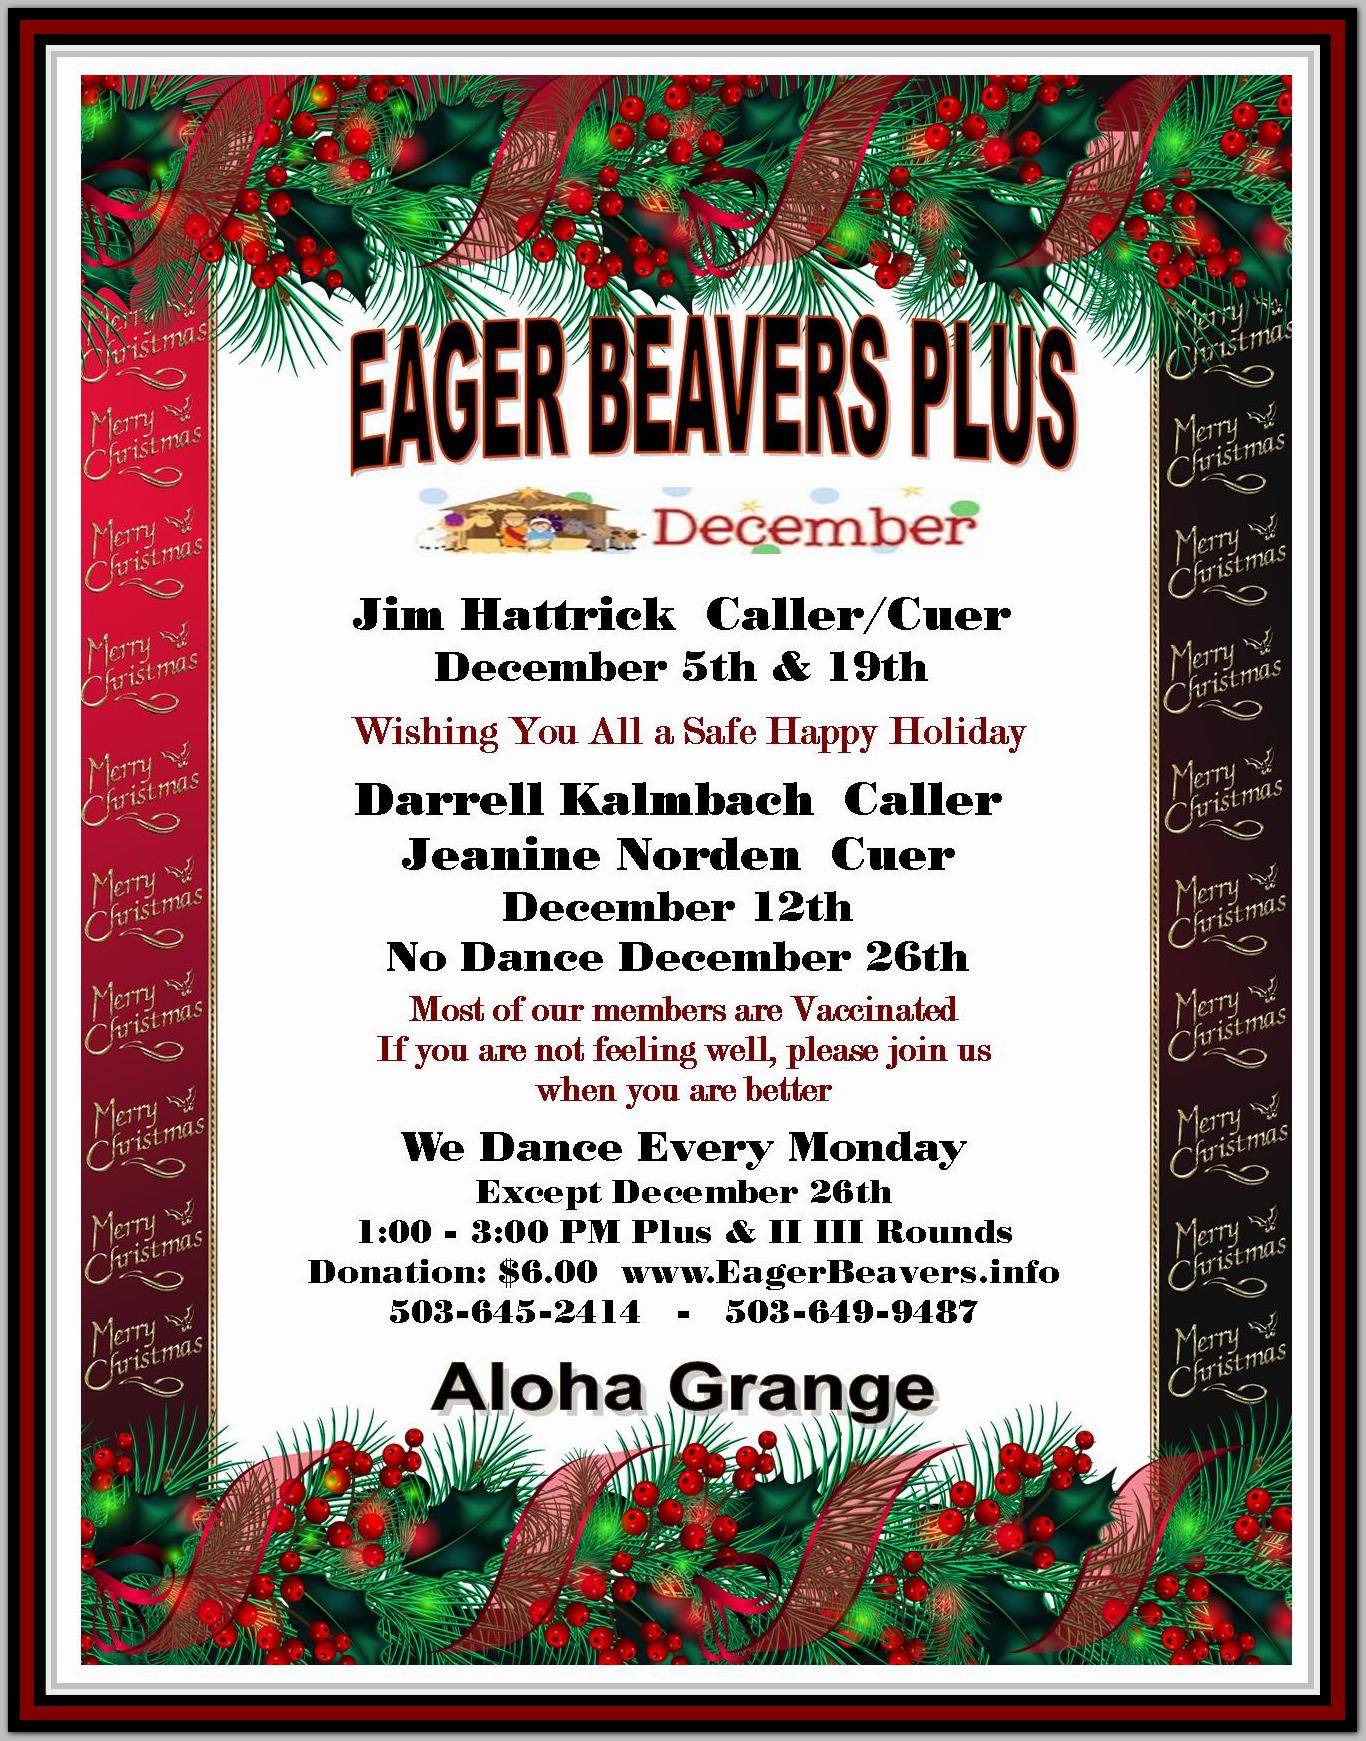 EAGER BEAVERS PLUS
December
Jim Hattrick Caller/Cuer
December 5th & 19th
Wishing You All a Safe Happy Holiday
Darrell Kalmbach Caller
Jeanine Norden Cuer
December 12th
No Dance December 26th
Most of our members are Vaccinated
If you are not feeling well, please join us
when you are better
We Dance Every Monday
Except December 26th
1:00 - 3:00 PM Plus & II III Rounds
Donation: $6.00 www.EagerBeavers.info
503-645-2414 - 503-649-9487
Aloha Grange
Merry
Christmas
Merry
Christmas
Merry
Christmas
Merry
Christmas
Merry
Christmas
Merry
Christmas
Merry
Christmas
Merry
Christmas
Merry
Christmas
Merry
Christmas
Merry
Christmas
Merry
Christmas
Merry
Christmas
Merry
Christmas
Merry
Christmas
Merry
Christmas
Merry
Christmas
Merry
Christmas
Merry
Christmas
Merry
Christmas